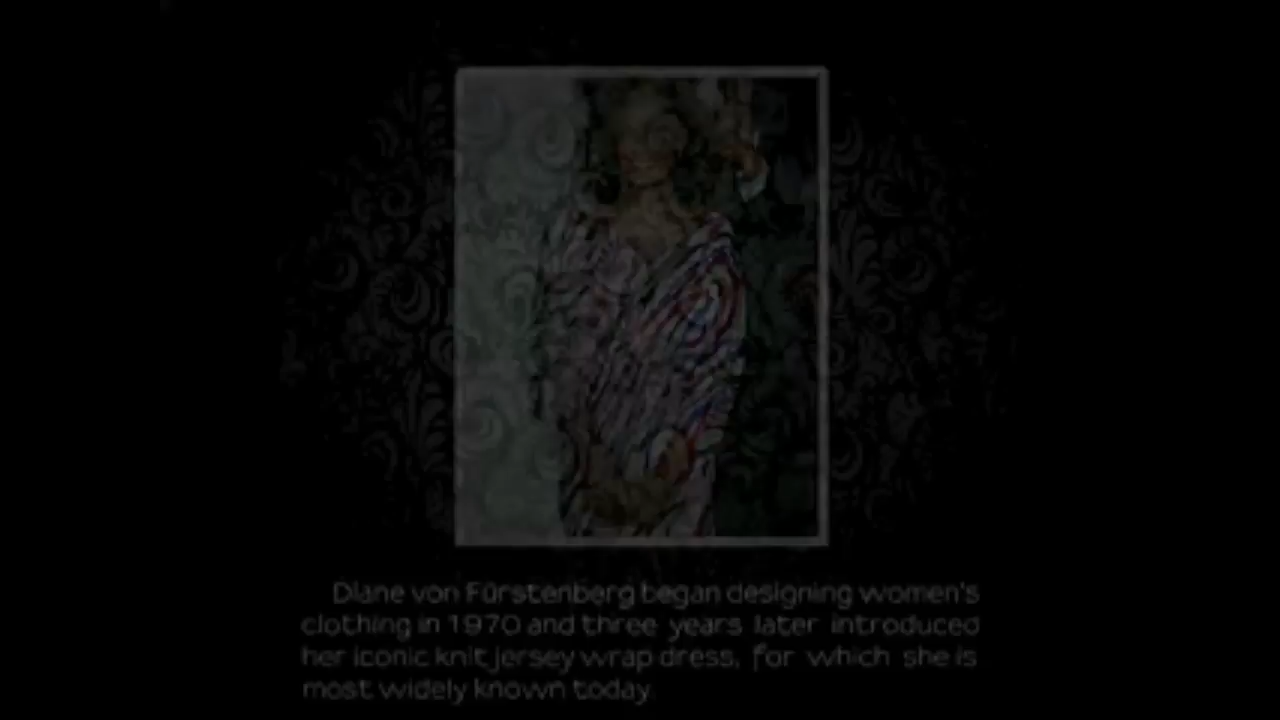 Diane von Fürstenberg began designing women's
clothing in 1970 and three years later introduced
her iconic knit jersey wrap dress, for which she is
most widely known today.